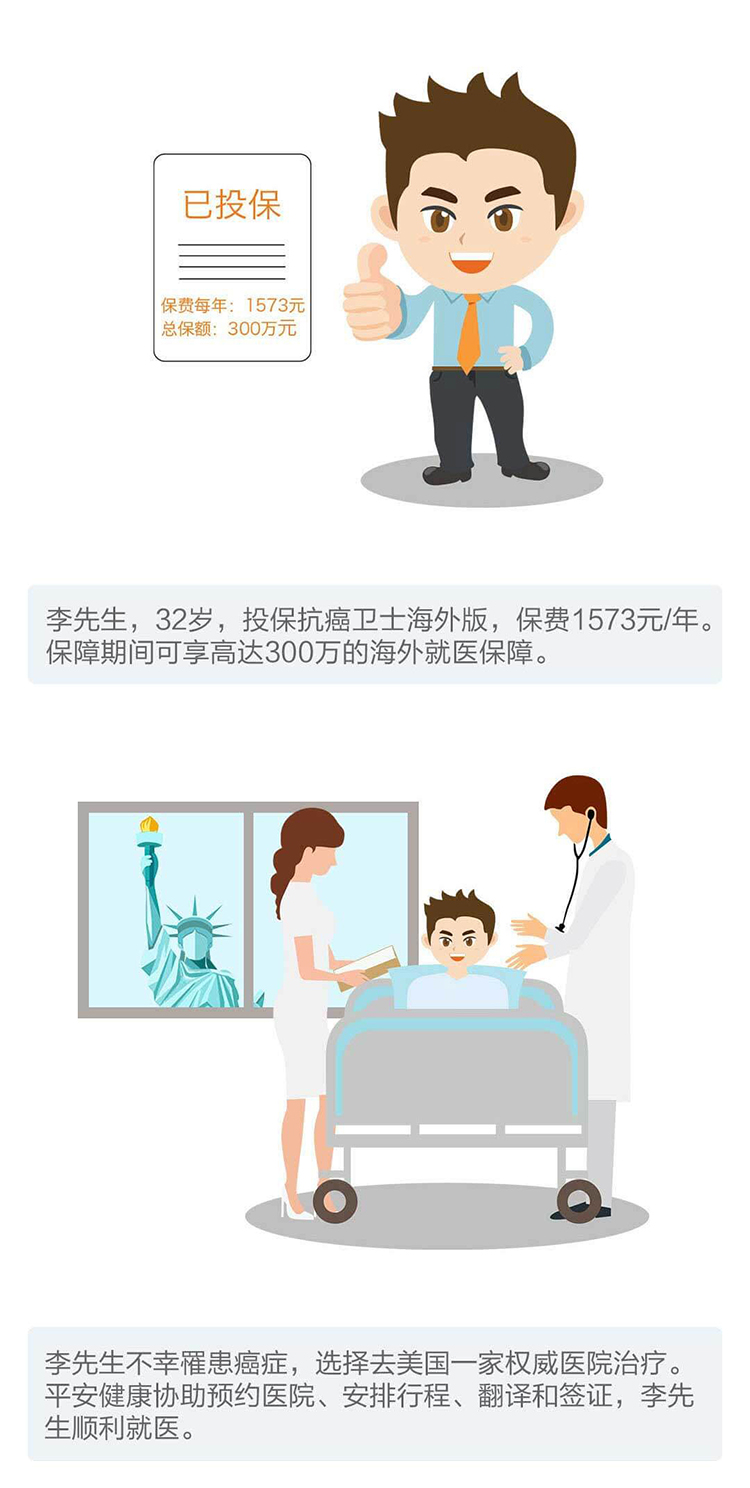 已投保
保费每年：1573元
总保额：300万元
李先生，32岁，投保抗癌卫士海外版，保费1573元/年。
保障期间可享高达300万的海外就医保障。
李先生不幸罹患癌症，选择去美国一家权威医院治疗。
平安健康协助预约医院、安排行程、翻译和签证，李先
生顺利就医。